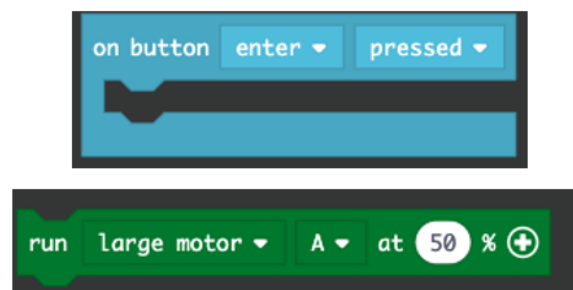 on button enter pressed
run large motor A at 50 %